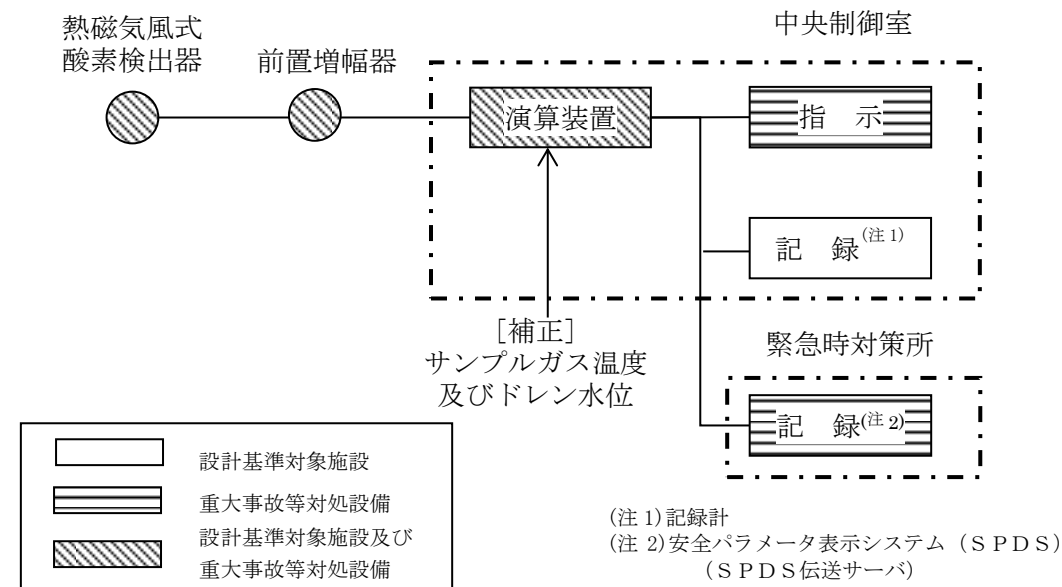 中央制御室
熱磁気風式
酸素検出器
前置増幅器
演算装置
指　示
記　録(注1)
[補正]
サンプルガス温度
及びドレン水位
緊急時対策所
記　録(注2)
設計基準対象施設
重大事故等対処設備
設計基準対象施設及び
重大事故等対処設備
(注1)記録計
(注2)安全パラメータ表示システム（ＳＰＤＳ）
（ＳＰＤＳ伝送サーバ）